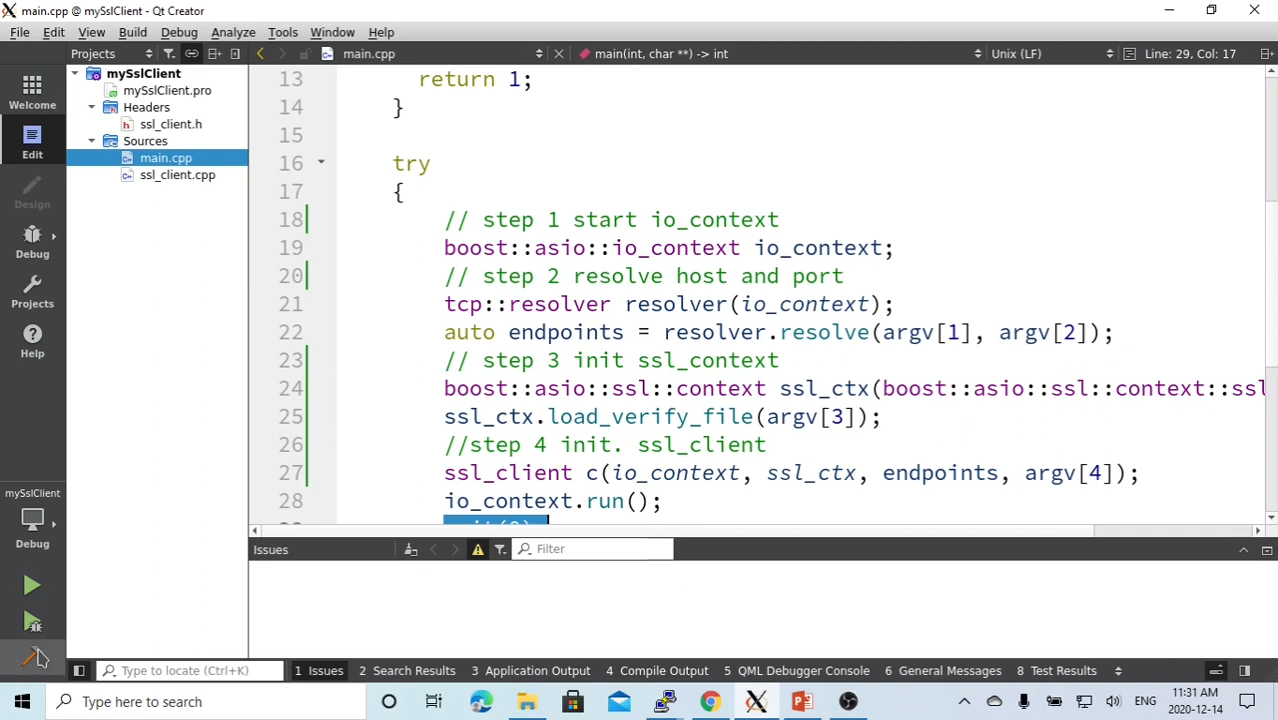 main.cpp @ mySslClient - Qt Creator
File Edit View Build Debug Analyze Tools Window Help
Projects main.cpp main(int, char **) -> int Unix (LF) Line: 29, Col: 17
Welcome
Edit
Design
Debug
Projects
Help
mySslClient
Debug
mySslClient
mySslClient.pro
Headers
ssl_client.h
Sources
main.cpp
ssl_client.cpp
13 return 1;
14 }
15
16 try
17 {
18 // step 1 start io_context
19 boost::asio::io_context io_context;
20 // step 2 resolve host and port
21 tcp::resolver resolver(io_context);
22 auto endpoints = resolver.resolve(argv[1], argv[2]);
23 // step 3 init ssl_context
24 boost::asio::ssl::context ssl_ctx(boost::asio::ssl::context::ssl
25 ssl_ctx.load_verify_file(argv[3]);
26 //step 4 init. ssl_client
27 ssl_client c(io_context, ssl_ctx, endpoints, argv[4]);
28 io_context.run();
Issues Filter
Type to locate (Ctrl+K) 1 Issues 2 Search Results 3 Application Output 4 Compile Output 5 QML Debugger Console 6 General Messages 8 Test Results
Type here to search ENG 11:31 AM
2020-12-14